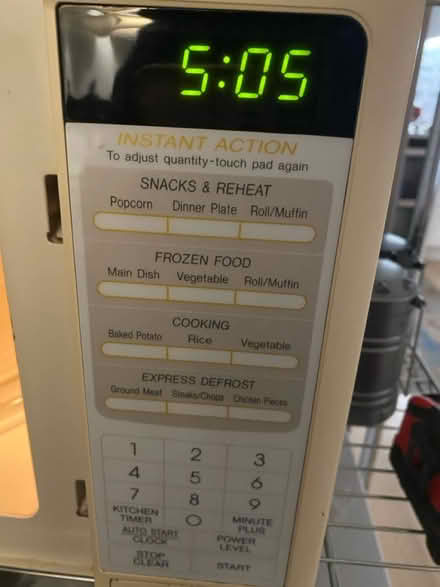 5:05
INSTANT ACTION
To adjust quantity-touch pad again
SNACKS & REHEAT
Popcorn Dinner Plate Roll/Muffin
FROZEN FOOD
Main Dish Vegetable Roll/Muffin
COOKING
Baked Potato Rice Vegetable
EXPRESS DEFROST
Ground Meat Steaks/Chops Chicken Pieces
1 2 3
4 5 6
7 8 9
KITCHEN TIMER 0 MINUTE PLUS
AUTO START CLOCK POWER LEVEL
STOP CLEAR START